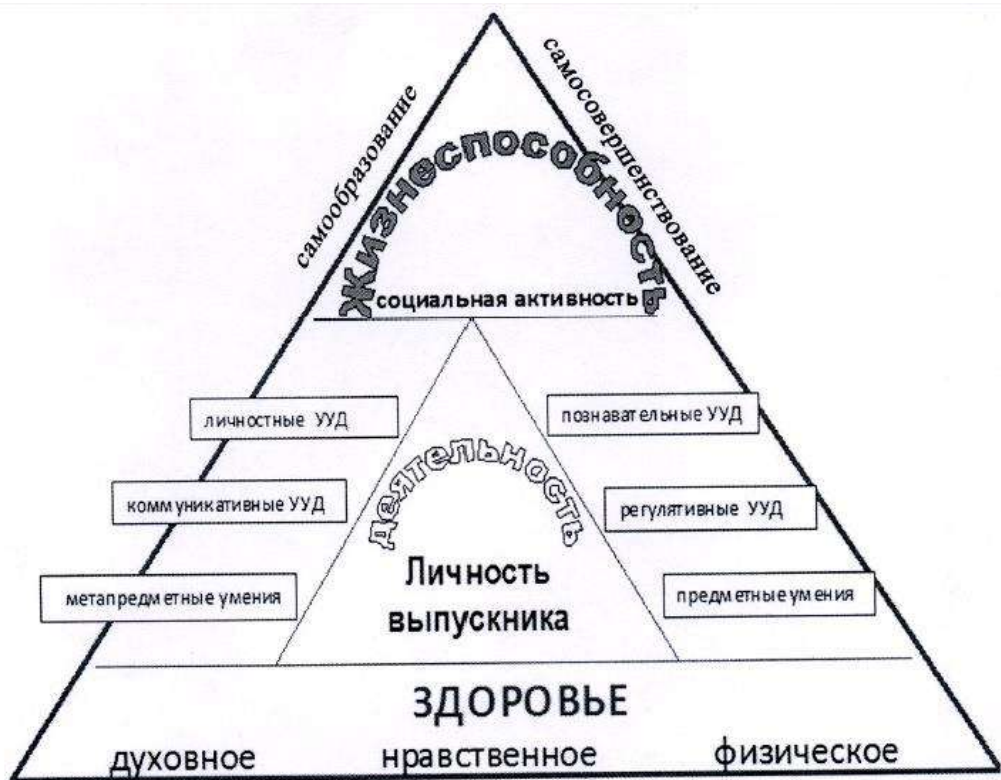 самообразование
самосовершенствование
Жизнеспособность
социальная активность
личностные УУД
познавательные УУД
деятельность
коммуникативные УУД
регулятивные УУД
Личность
выпускника
метапредметные умения
предметные умения
ЗДОРОВЬЕ
духовное нравственное физическое